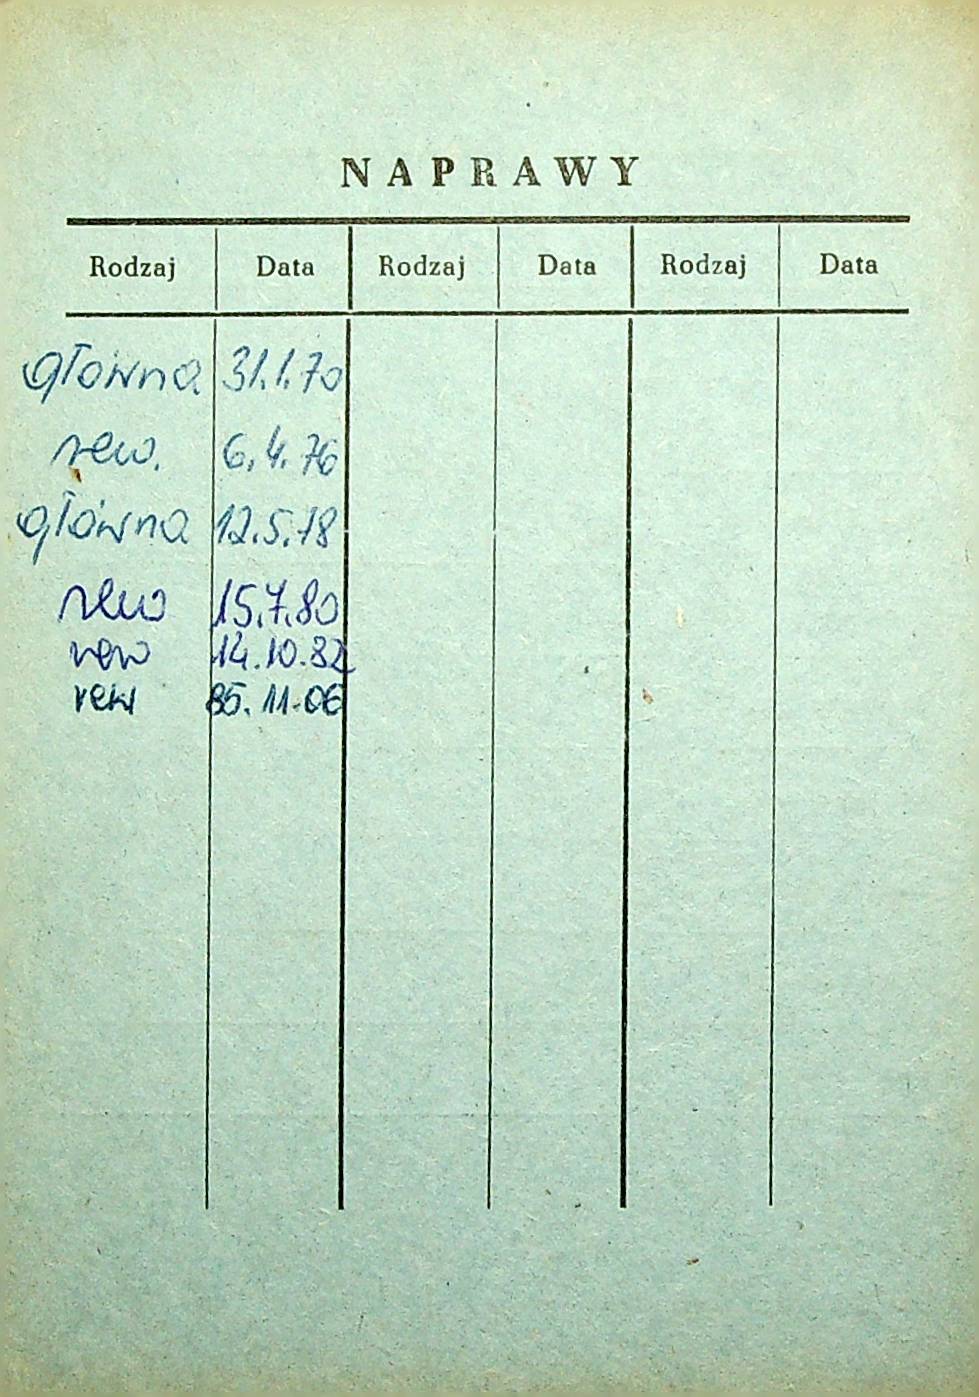 NAPRAWY
Rodzaj Data Rodzaj Data Rodzaj Data
główna 31.1.70
rew. 6.4.76
główna 12.5.78
rew 15.7.80
rew 14.10.82
rew 85.11.06